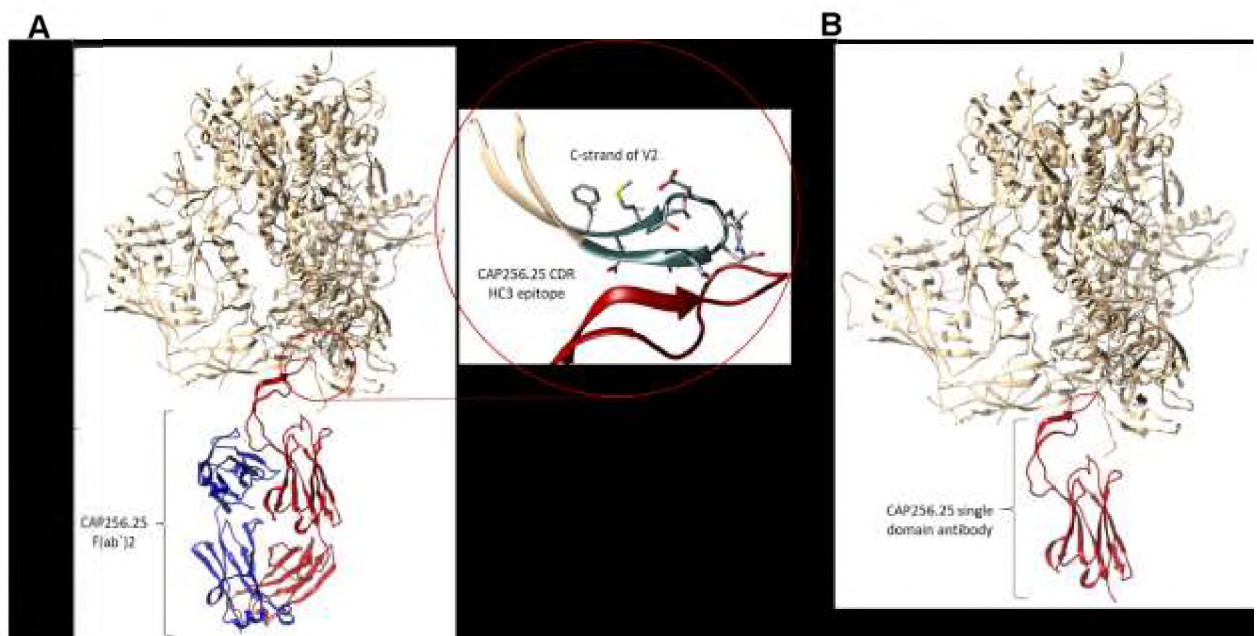 A
B
C-strand of V2
CAP256.25 CDR
HC3 epitope
CAP256.25
F(ab`)2
CAP256.25 single
domain antibody